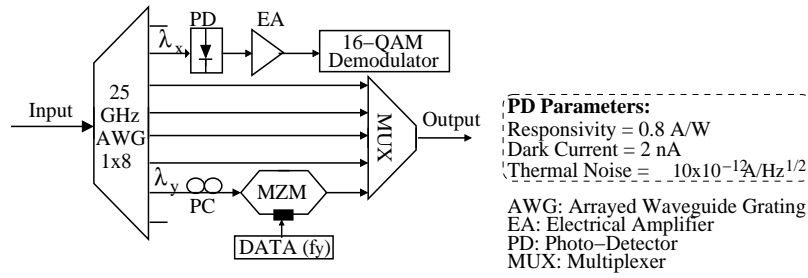 PD
EA
λx
16−QAM
Demodulator
Input
25
GHz
AWG
1x8
MUX
Output
λy
PC
MZM
DATA (fy)
PD Parameters:
Responsivity = 0.8 A/W
Dark Current = 2 nA
Thermal Noise = 10x10−12A/Hz1/2
AWG: Arrayed Waveguide Grating
EA: Electrical Amplifier
PD: Photo−Detector
MUX: Multiplexer